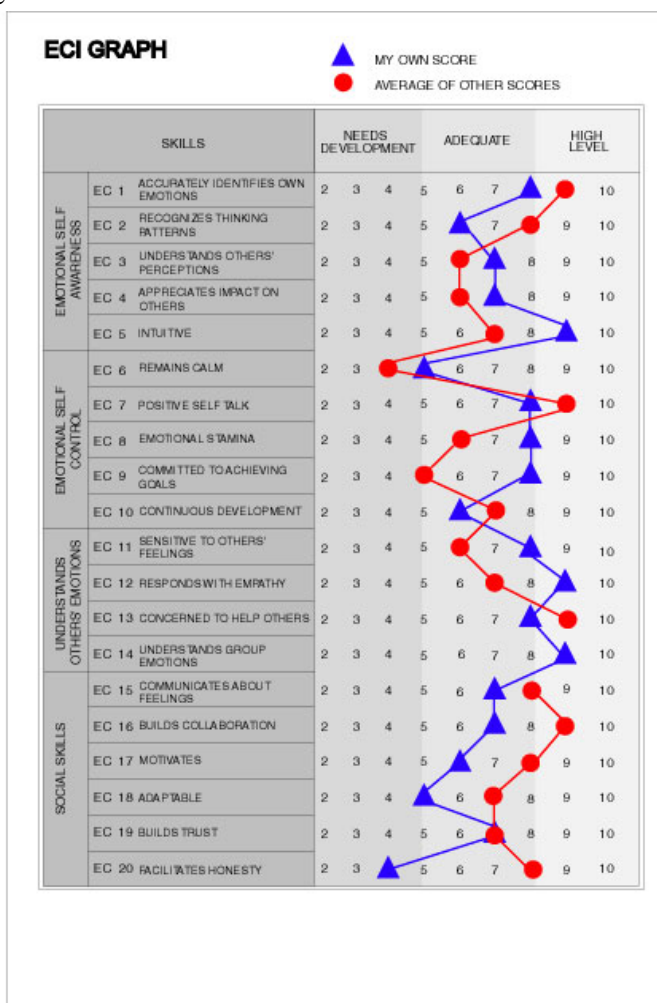 ECI GRAPH
MY OWN SCORE
AVERAGE OF OTHER SCORES
SKILLS
NEEDS
DEVELOPMENT
ADEQUATE
HIGH
LEVEL
EMOTIONAL SELF
AWARENESS
EC 1 ACCURATELY IDENTIFIES OWN
EMOTIONS
2 3 4 5 6 7 10
EC 2 RECOGNIZES THINKING
PATTERNS
2 3 4 5 7 9 10
EC 3 UNDERSTANDS OTHERS'
PERCEPTIONS
2 3 4 5 8 9 10
EC 4 APPRECIATES IMPACT ON
OTHERS
2 3 4 5 8 9 10
EC 5 INTUITIVE
2 3 4 5 6 8 10
EMOTIONAL SELF
CONTROL
EC 6 REMAINS CALM
2 3 6 7 8 9 10
EC 7 POSITIVE SELF TALK
2 3 4 5 6 7 10
EC 8 EMOTIONAL STAMINA
2 3 4 5 7 9 10
EC 9 COMMITTED TO ACHIEVING
GOALS
2 3 4 6 7 9 10
EC 10 CONTINUOUS DEVELOPMENT
2 3 4 5 8 9 10
UNDERSTANDS
OTHERS' EMOTIONS
EC 11 SENSITIVE TO OTHERS'
FEELINGS
2 3 4 5 7 9 10
EC 12 RESPONDS WITH EMPATHY
2 3 4 5 6 8 10
EC 13 CONCERNED TO HELP OTHERS
2 3 4 5 6 7 10
EC 14 UNDERSTANDS GROUP
EMOTIONS
2 3 4 5 6 7 8 10
SOCIAL SKILLS
EC 15 COMMUNICATES ABOUT
FEELINGS
2 3 4 5 6 9 10
EC 16 BUILDS COLLABORATION
2 3 4 5 6 8 10
EC 17 MOTIVATES
2 3 4 5 7 9 10
EC 18 ADAPTABLE
2 3 4 6 8 9 10
EC 19 BUILDS TRUST
2 3 4 5 6 8 9 10
EC 20 FACILITATES HONESTY
2 3 5 6 7 9 10